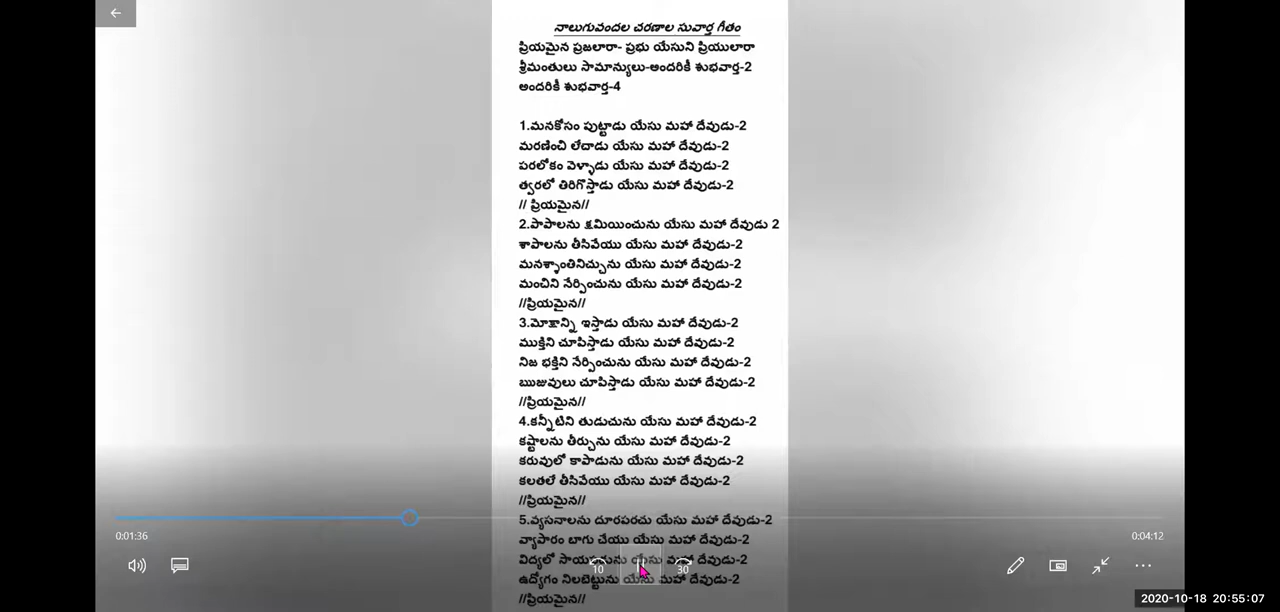 నాలుగువందల చరణాల సువార్త గీతం
ప్రియమైన ప్రజలారా- ప్రభు యేసుని ప్రియులారా
శ్రీమంతులు సామాన్యులు-అందరికీ శుభవార్త-2
అందరికీ శుభవార్త-4
1.మనకోసం పుట్టాడు యేసు మహా దేవుడు-2
మరణించి లేచాడు యేసు మహా దేవుడు-2
పరలోకం వెళ్ళాడు యేసు మహా దేవుడు-2
త్వరలో తిరిగొస్తాడు యేసు మహా దేవుడు-2
// ప్రియమైన//
2.పాపాలను క్షమియించును యేసు మహా దేవుడు 2
శాపాలను తీసివేయు యేసు మహా దేవుడు-2
మనశ్శాంతినిచ్చును యేసు మహా దేవుడు-2
మంచిని నేర్పించును యేసు మహా దేవుడు-2
//ప్రియమైన//
3.మోక్షాన్ని ఇస్తాడు యేసు మహా దేవుడు-2
ముక్తిని చూపిస్తాడు యేసు మహా దేవుడు-2
నిజ భక్తిని నేర్పించును యేసు మహా దేవుడు-2
ఋజువులు చూపిస్తాడు యేసు మహా దేవుడు-2
//ప్రియమైన//
4.కన్నీటిని తుడుచును యేసు మహా దేవుడు-2
కష్టాలను తీర్చును యేసు మహా దేవుడు-2
కరువులో కాపాడును యేసు మహా దేవుడు-2
కలతలే తీసివేయు యేసు మహా దేవుడు-2
//ప్రియమైన//
5.వ్యసనాలను దూరపరచు యేసు మహా దేవుడు-2
వ్యాపారం బాగు చేయు యేసు మహా దేవుడు-2
విద్యలో యేసు మహా దేవుడు-2
ఉద్యోగం నిలబెట్టును యేసు మహా దేవుడు-2
//ప్రియమైన//
0:01:36
0:04:12
10
30
2020-10-18 20:55:07